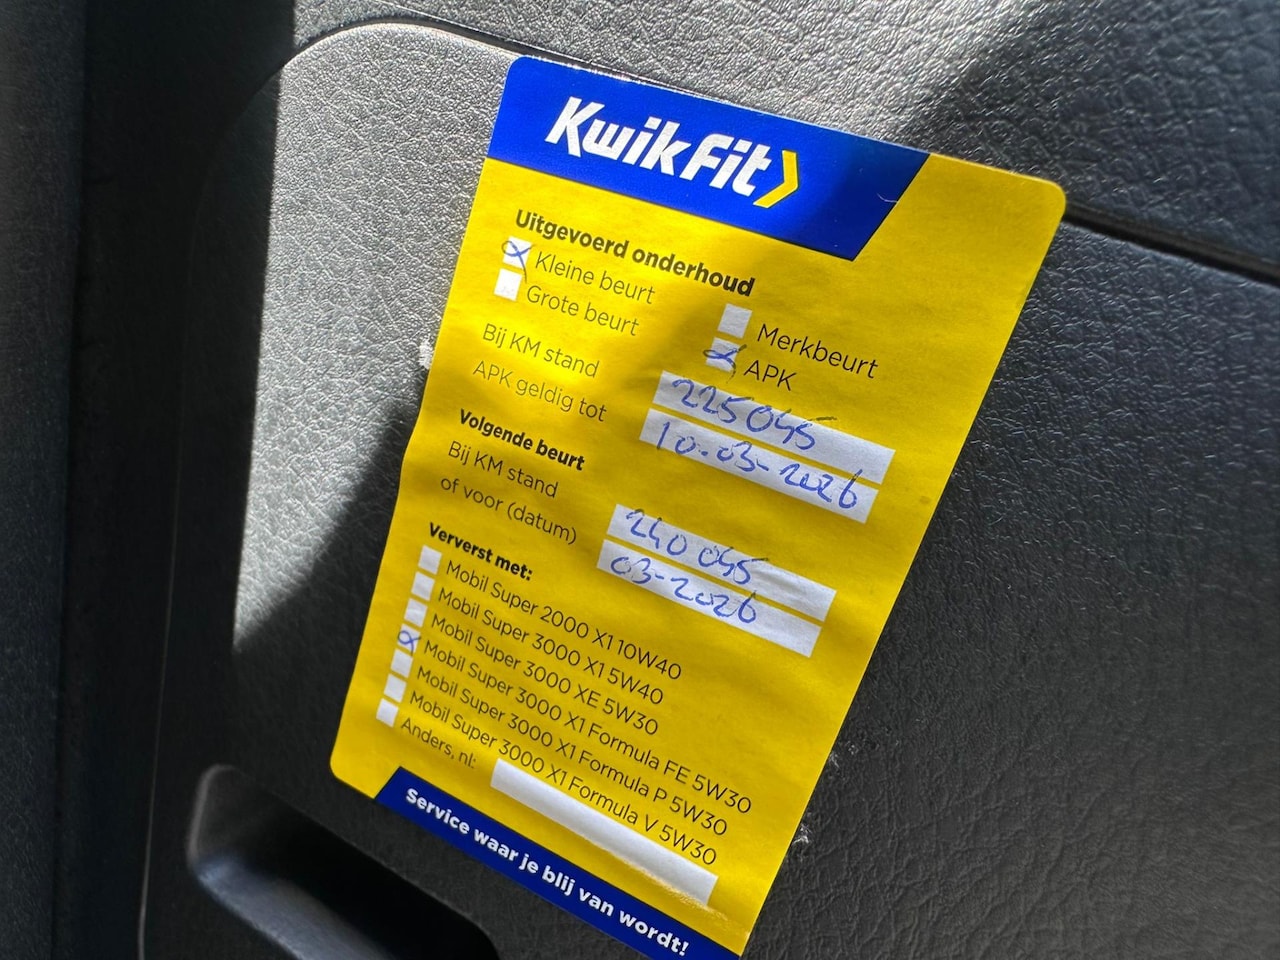 KwikFit
Uitgevoerd onderhoud
Kleine beurt
Grote beurt
Merkbeurt
APK
Bij KM stand 225045
APK geldig tot 10-03-2026
Volgende beurt
Bij KM stand 240045
of voor (datum) 03-2026
Ververst met:
Mobil Super 2000 X1 10W40
Mobil Super 3000 X1 5W40
Mobil Super 3000 XE 5W30
Mobil Super 3000 X1 Formula FE 5W30
Mobil Super 3000 X1 Formula P 5W30
Mobil Super 3000 X1 Formula V 5W30
Anders, nl:
Service waar je blij van wordt!